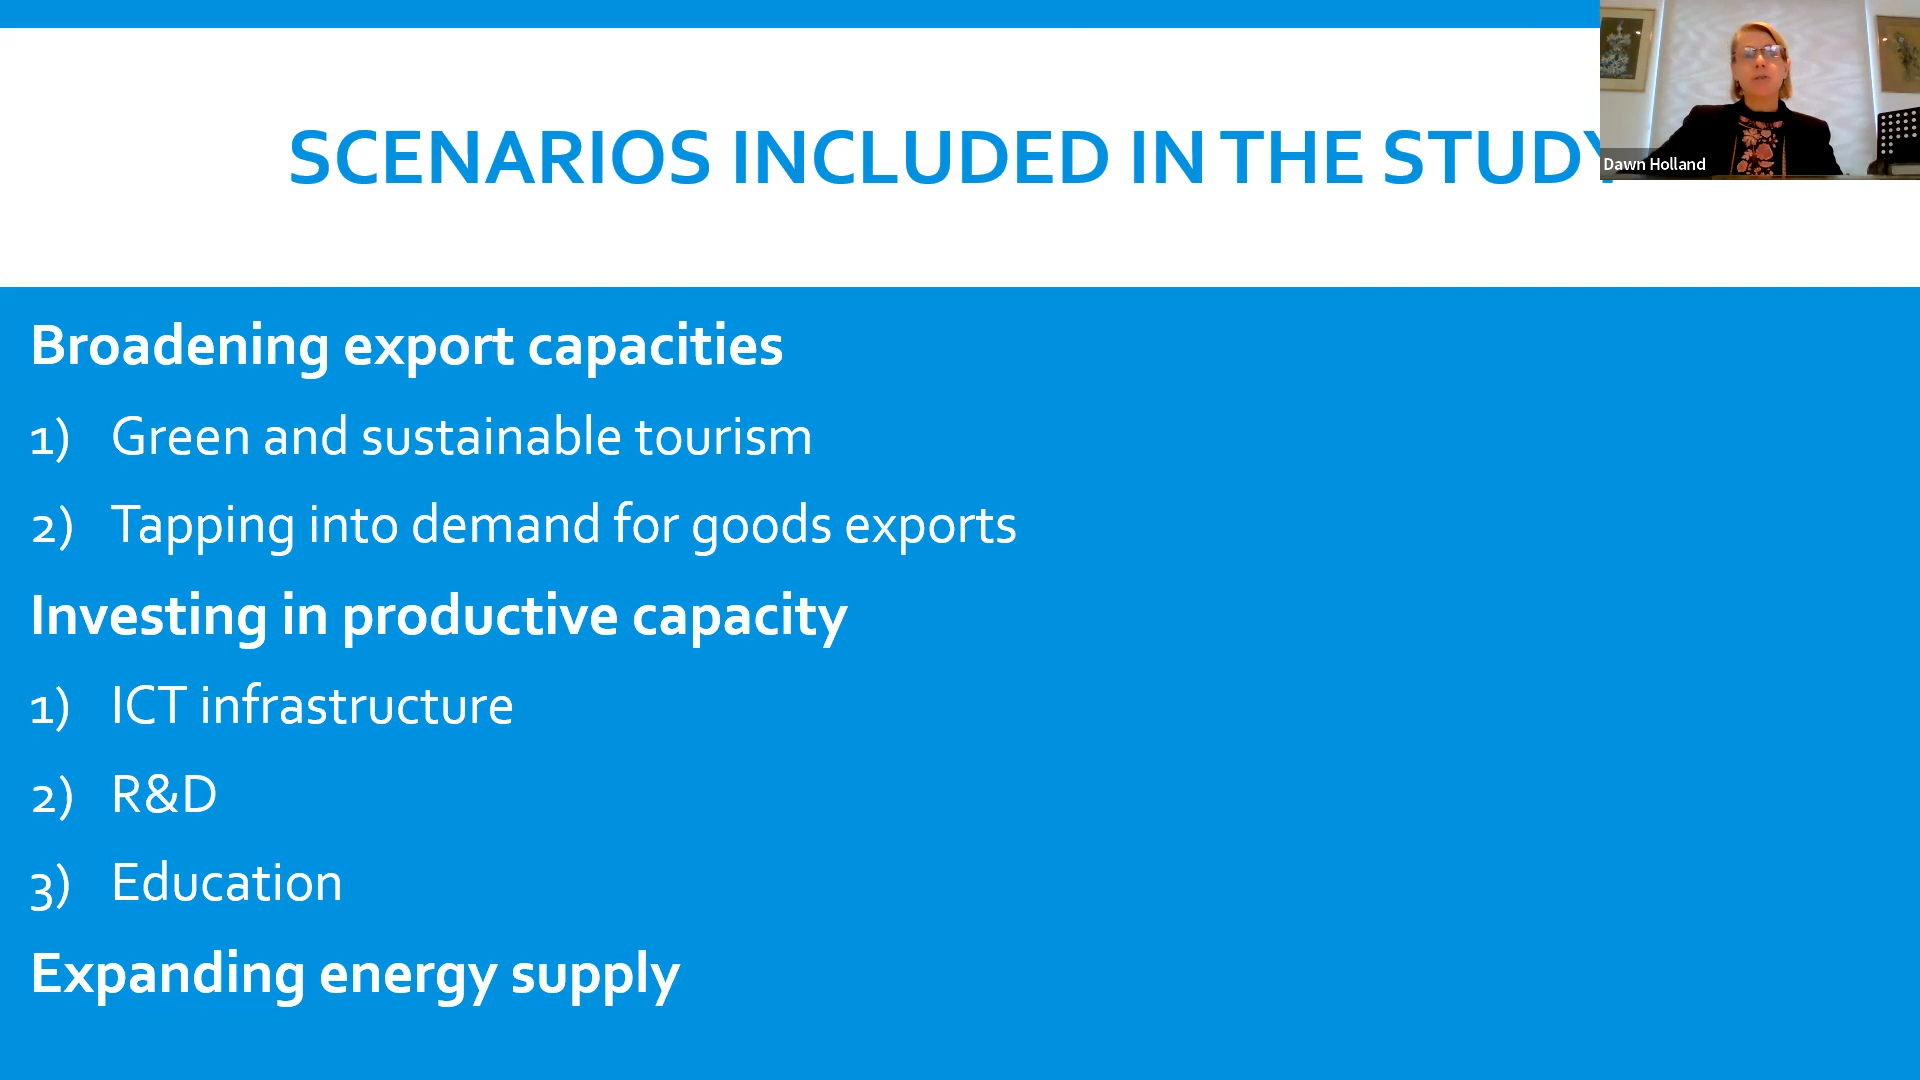 SCENARIOS INCLUDED IN THE STUDY
Dawn Holland
Broadening export capacities
1) Green and sustainable tourism
2) Tapping into demand for goods exports
Investing in productive capacity
1) ICT infrastructure
2) R&D
3) Education
Expanding energy supply